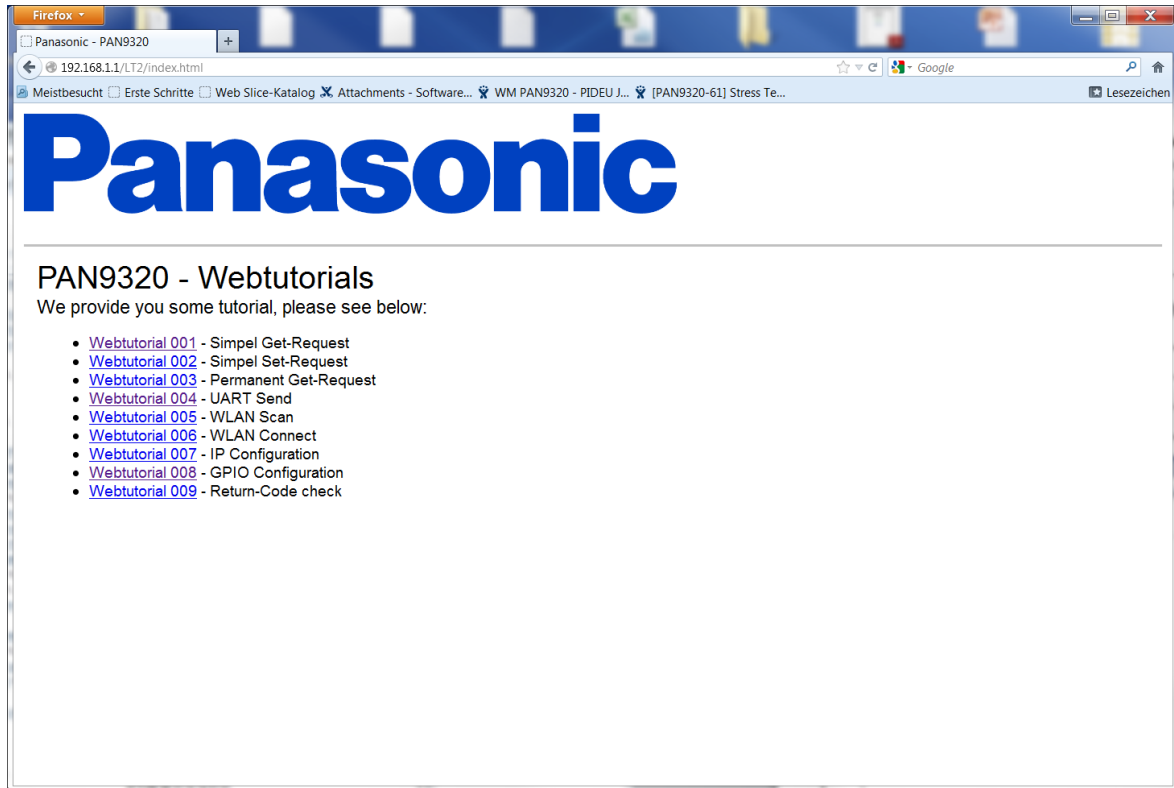 Firefox
Panasonic - PAN9320
192.168.1.1/LT2/index.html
Google
Meistbesucht Erste Schritte Web Slice-Katalog Attachments - Software... WM PAN9320 - PIDEU J... [PAN9320-61] Stress Te... Lesezeichen
Panasonic
PAN9320 - Webtutorials
We provide you some tutorial, please see below:
• Webtutorial 001 - Simpel Get-Request
• Webtutorial 002 - Simpel Set-Request
• Webtutorial 003 - Permanent Get-Request
• Webtutorial 004 - UART Send
• Webtutorial 005 - WLAN Scan
• Webtutorial 006 - WLAN Connect
• Webtutorial 007 - IP Configuration
• Webtutorial 008 - GPIO Configuration
• Webtutorial 009 - Return-Code check